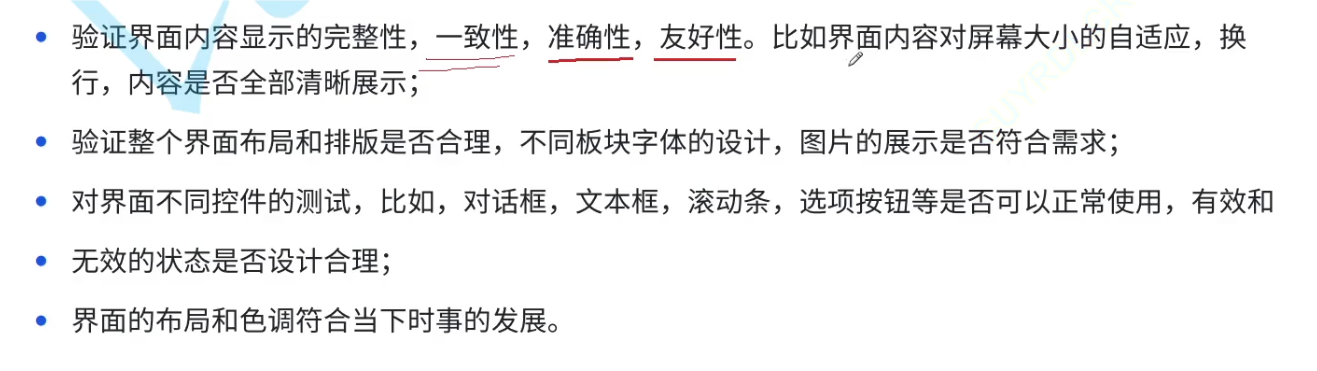 验证界面内容显示的完整性，一致性，准确性，友好性。比如界面内容对屏幕大小的自适应，换
行，内容是否全部清晰展示；
验证整个界面布局和排版是否合理，不同板块字体的设计，图片的展示是否符合需求；
对界面不同控件的测试，比如，对话框，文本框，滚动条，选项按钮等是否可以正常使用，有效和
无效的状态是否设计合理；
界面的布局和色调符合当下时事的发展。